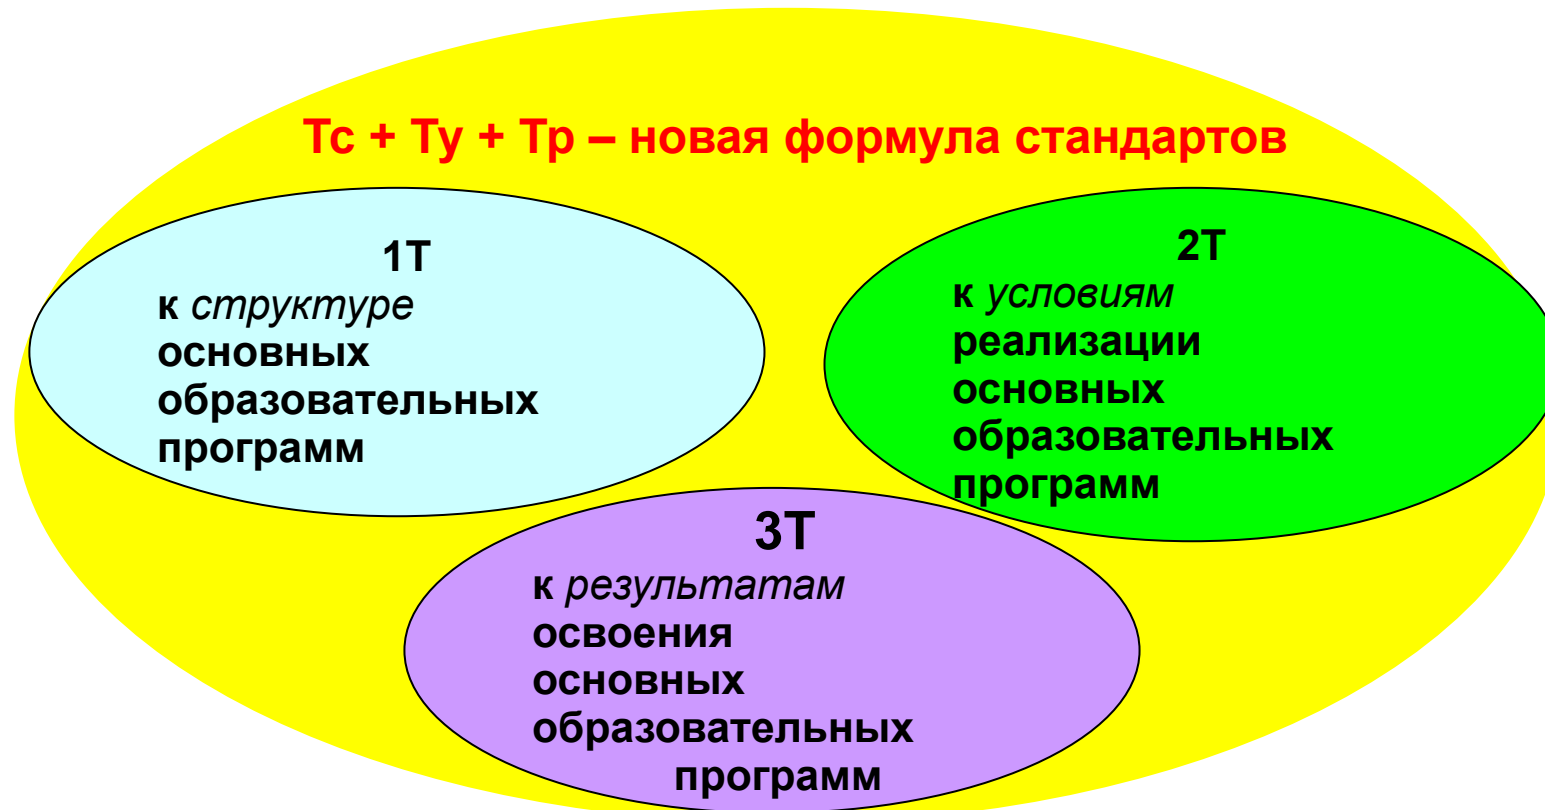 Тс + Ту + Тр – новая формула стандартов
1Т
к структуре
основных
образовательных
программ
2Т
к условиям
реализации
основных
образовательных
программ
3Т
к результатам
освоения
основных
образовательных
программ